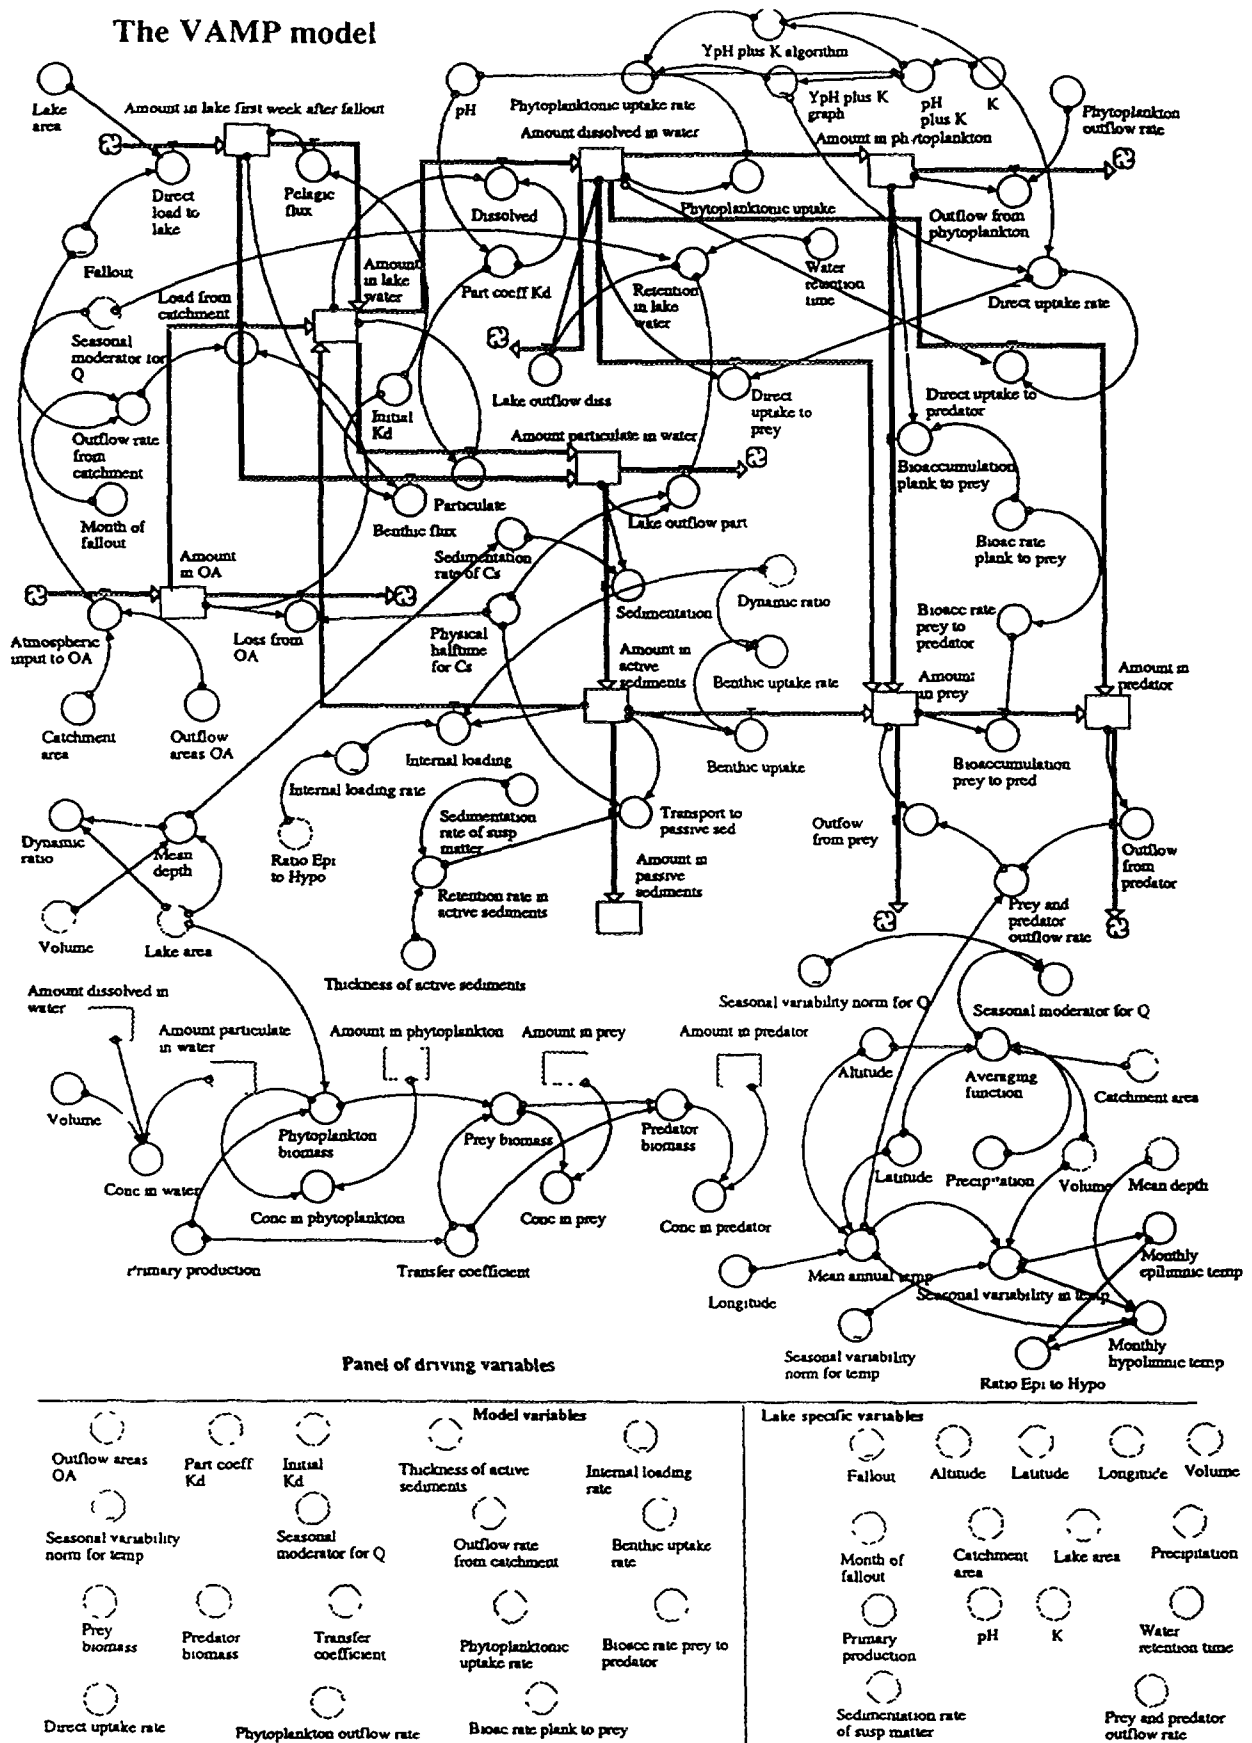 The VAMP model
Lake
area
Amount in lake first week after fallout
pH
Phytoplanktonic uptake rate
YpH plus K algorithm
YpH plus K
graph
pH
plus K
K
Phytoplankton
outflow rate
Amount dissolved in water
Amount in phytoplankton
Direct
load to
lake
Pelagic
flux
Dissolved
Phytoplanktonic uptake
Outflow from
phytoplankton
Fallout
Amount
in lake
water
Part coeff Kd
Retention
in lake
water
Water
retention
time
Direct uptake rate
Load from
catchment
Seasonal
moderator for
Q
Initial
Kd
Lake outflow diss
Direct
uptake to
prey
Direct uptake to
predator
Outflow rate
from
catchment
Amount particulate in water
Bioaccumulation
plank to prey
Month of
fallout
Benthic flux
Particulate
Lake outflow part
Bioac rate
plank to prey
Amount
in OA
Sedimentation
rate of Cs
Sedimentation
Dynamic ratio
Atmospheric
input to OA
Loss from
OA
Physical
halftime
for Cs
Bioacc rate
prey to
predator
Amount in
active
sediments
Benthic uptake rate
Amount
in prey
Amount in
predator
Catchment
area
Outflow
areas OA
Internal loading
Benthic uptake
Bioaccumulation
prey to pred
Internal loading rate
Dynamic
ratio
Mean
depth
Ratio Epi
to Hypo
Sedimentation
rate of susp
matter
Transport to
passive sed
Outfow
from prey
Outflow
from
predator
Amount in
passive
sediments
Retention rate in
active sediments
Prey and
predator
outflow rate
Volume
Lake area
Thickness of active sediments
Seasonal variability norm for Q
Seasonal moderator for Q
Amount dissolved in
water
Amount particulate
in water
Amount in phytoplankton
Amount in prey
Amount in predator
Altitude
Averaging
function
Catchment area
Volume
Phytoplankton
biomass
Prey biomass
Predator
biomass
Latitude
Precipitation
Volume
Mean depth
Conc in water
Conc in phytoplankton
Conc in prey
Conc in predator
Primary production
Transfer coefficient
Longitude
Mean annual temp
Seasonal variability in temp
Monthly
epilimnic temp
Seasonal variability
norm for temp
Monthly
hypolimnic temp
Ratio Epi to Hypo
Panel of driving variables
Model variables
Outflow areas
OA
Part coeff
Kd
Initial
Kd
Thickness of active
sediments
Internal loading
rate
Seasonal variability
norm for temp
Seasonal
moderator for Q
Outflow rate
from catchment
Benthic uptake
rate
Prey
biomass
Predator
biomass
Transfer
coefficient
Phytoplanktonic
uptake rate
Bioacc rate prey to
predator
Direct uptake rate
Phytoplankton outflow rate
Bioac rate plank to prey
Lake specific variables
Fallout
Altitude
Latitude
Longitude
Volume
Month of
fallout
Catchment
area
Lake area
Precipitation
Primary
production
pH
K
Water
retention time
Sedimentation rate
of susp matter
Prey and predator
outflow rate